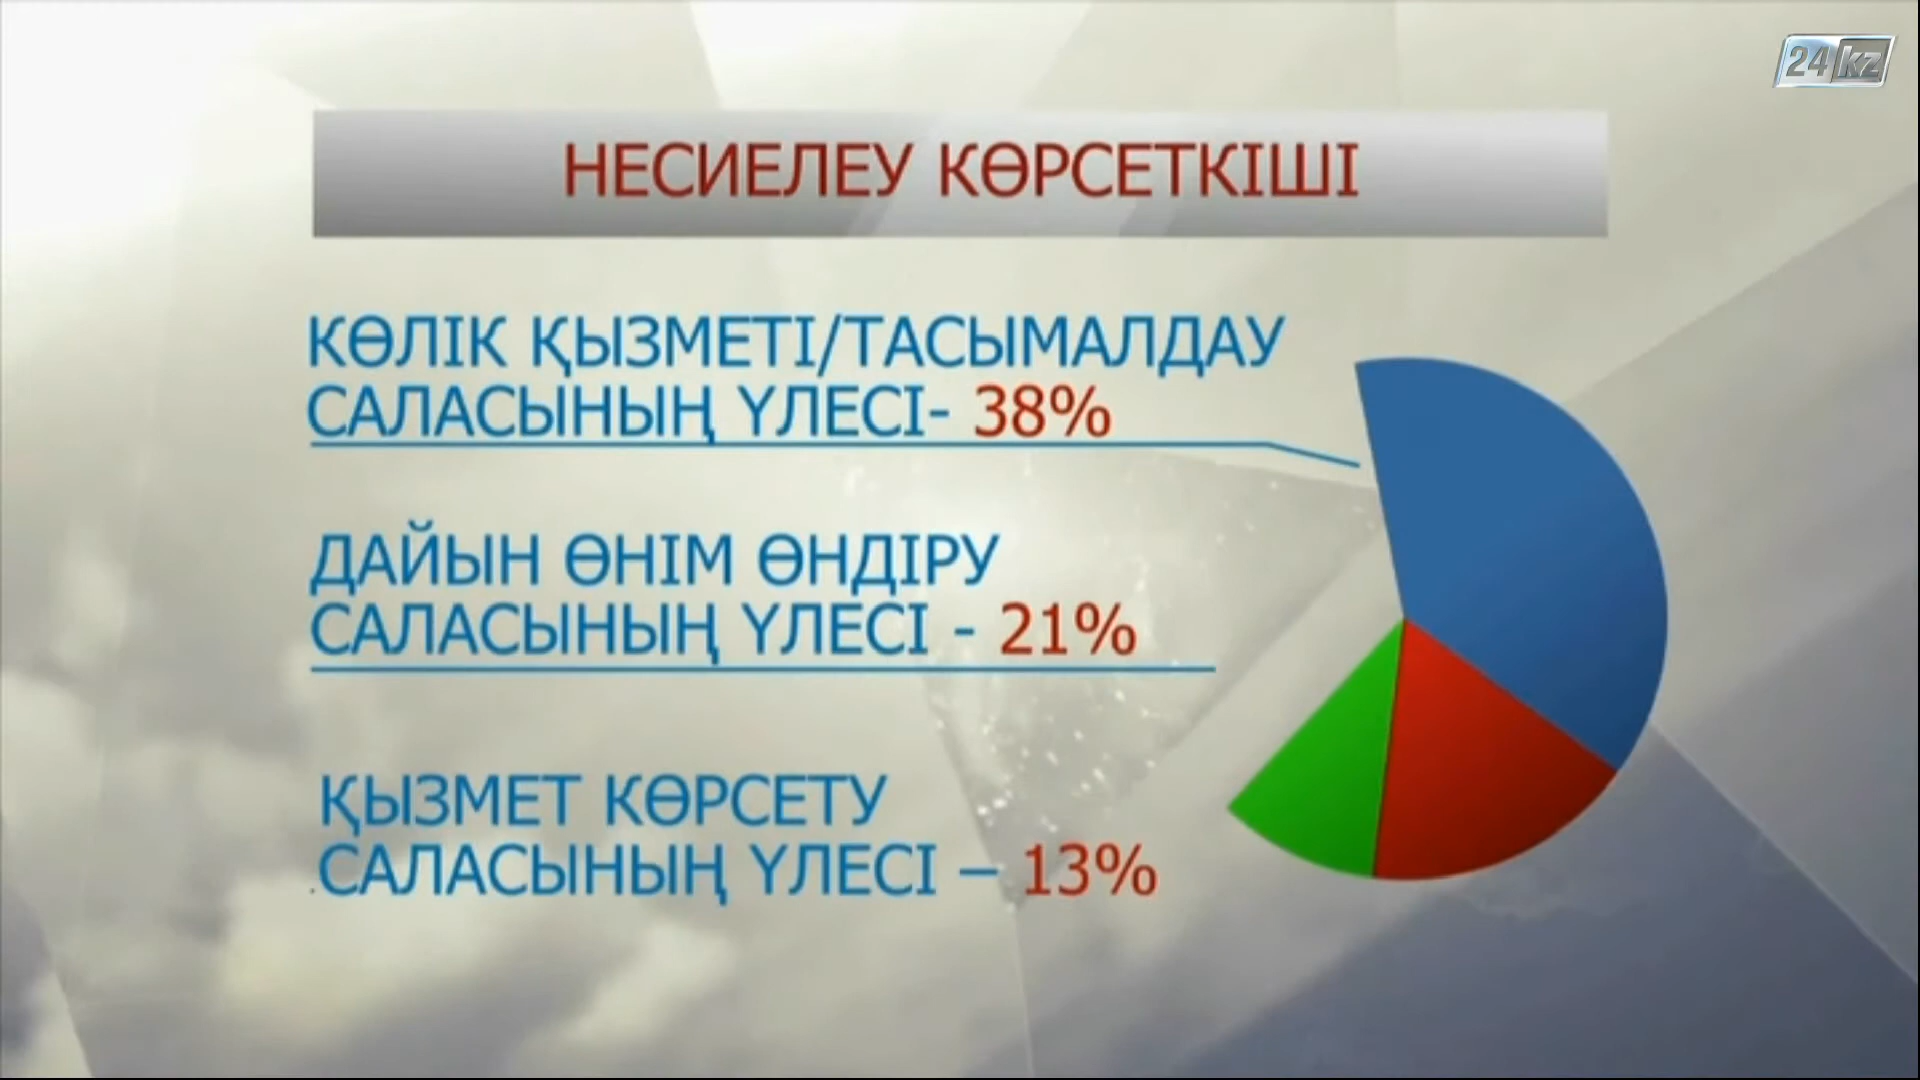 24kz
НЕСИЕЛЕУ КӨРСЕТКІШІ
КӨЛІК ҚЫЗМЕТІ/ТАСЫМАЛДАУ
САЛАСЫНЫҢ ҮЛЕСІ- 38%
ДАЙЫН ӨНІМ ӨНДІРУ
САЛАСЫНЫҢ ҮЛЕСІ - 21%
ҚЫЗМЕТ КӨРСЕТУ
САЛАСЫНЫҢ ҮЛЕСІ – 13%